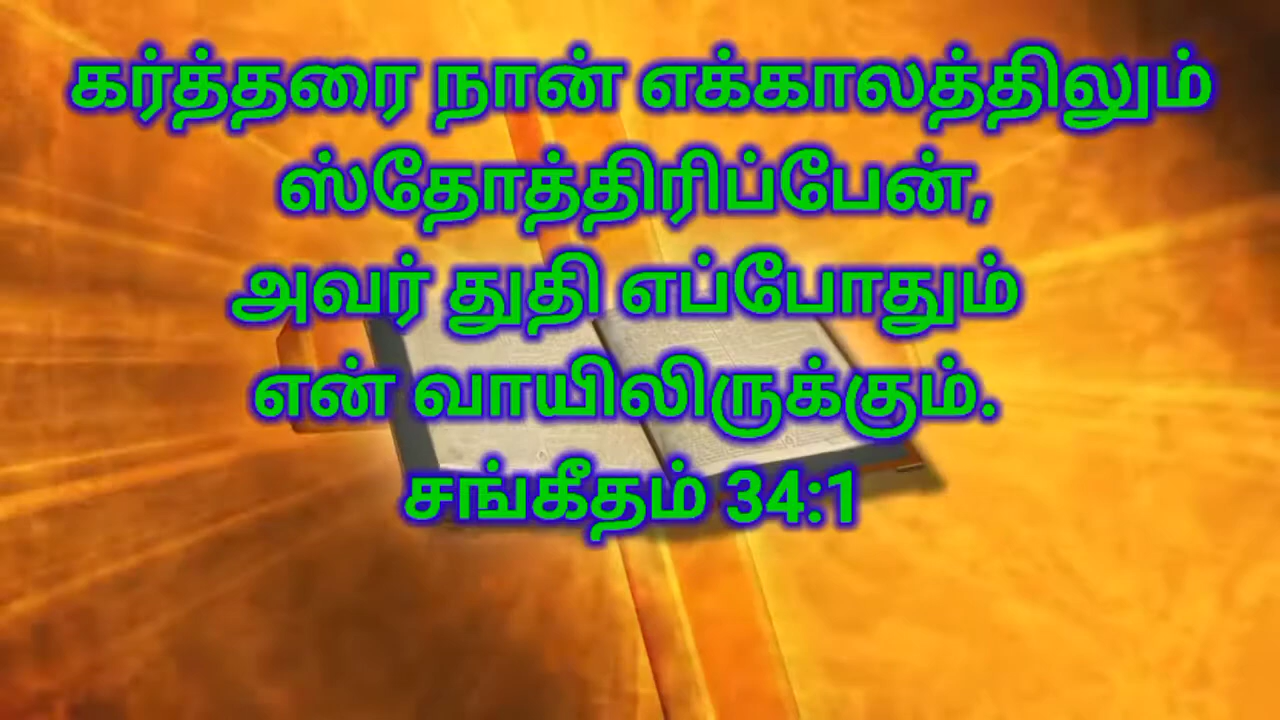 கர்த்தரை நான் எக்காலத்திலும்
ஸ்தோத்திரிப்பேன்,
அவர் துதி எப்போதும்
என் வாயிலிருக்கும்.
சங்கீதம் 34:1